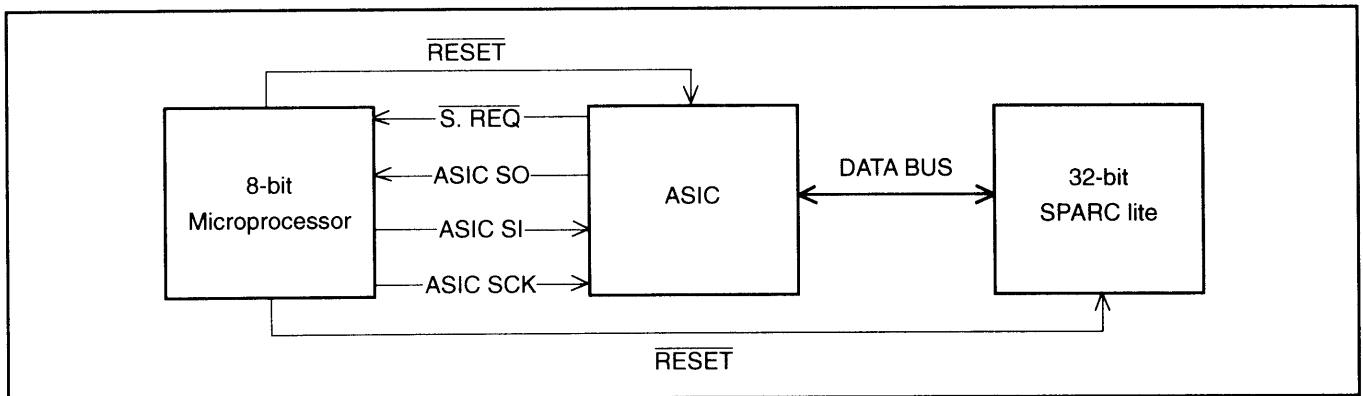 RESET
S. REQ
ASIC SO
ASIC SI
ASIC SCK
8-bit
Microprocessor
ASIC
DATA BUS
32-bit
SPARC lite
RESET